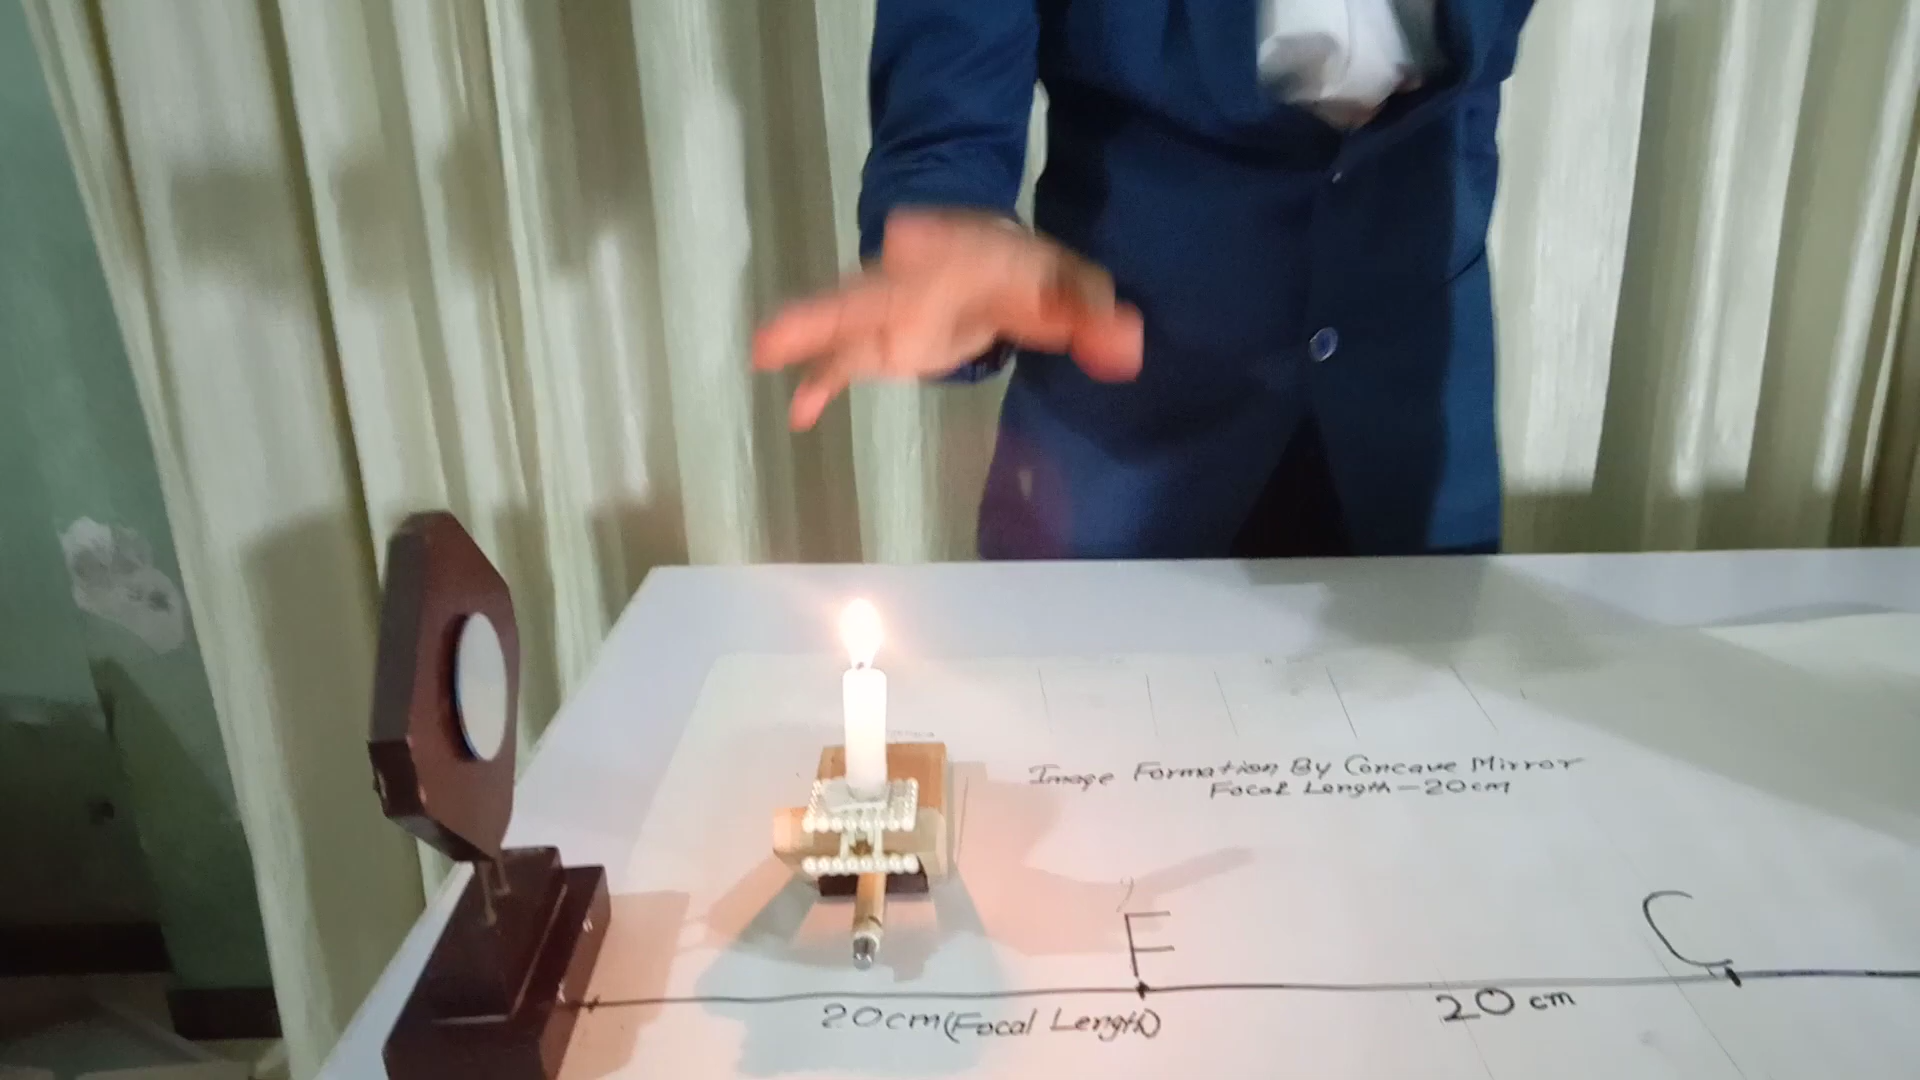 Image Formation By Concave Mirror
Focal Length - 20cm
F
C
20cm (Focal Length)
20 cm